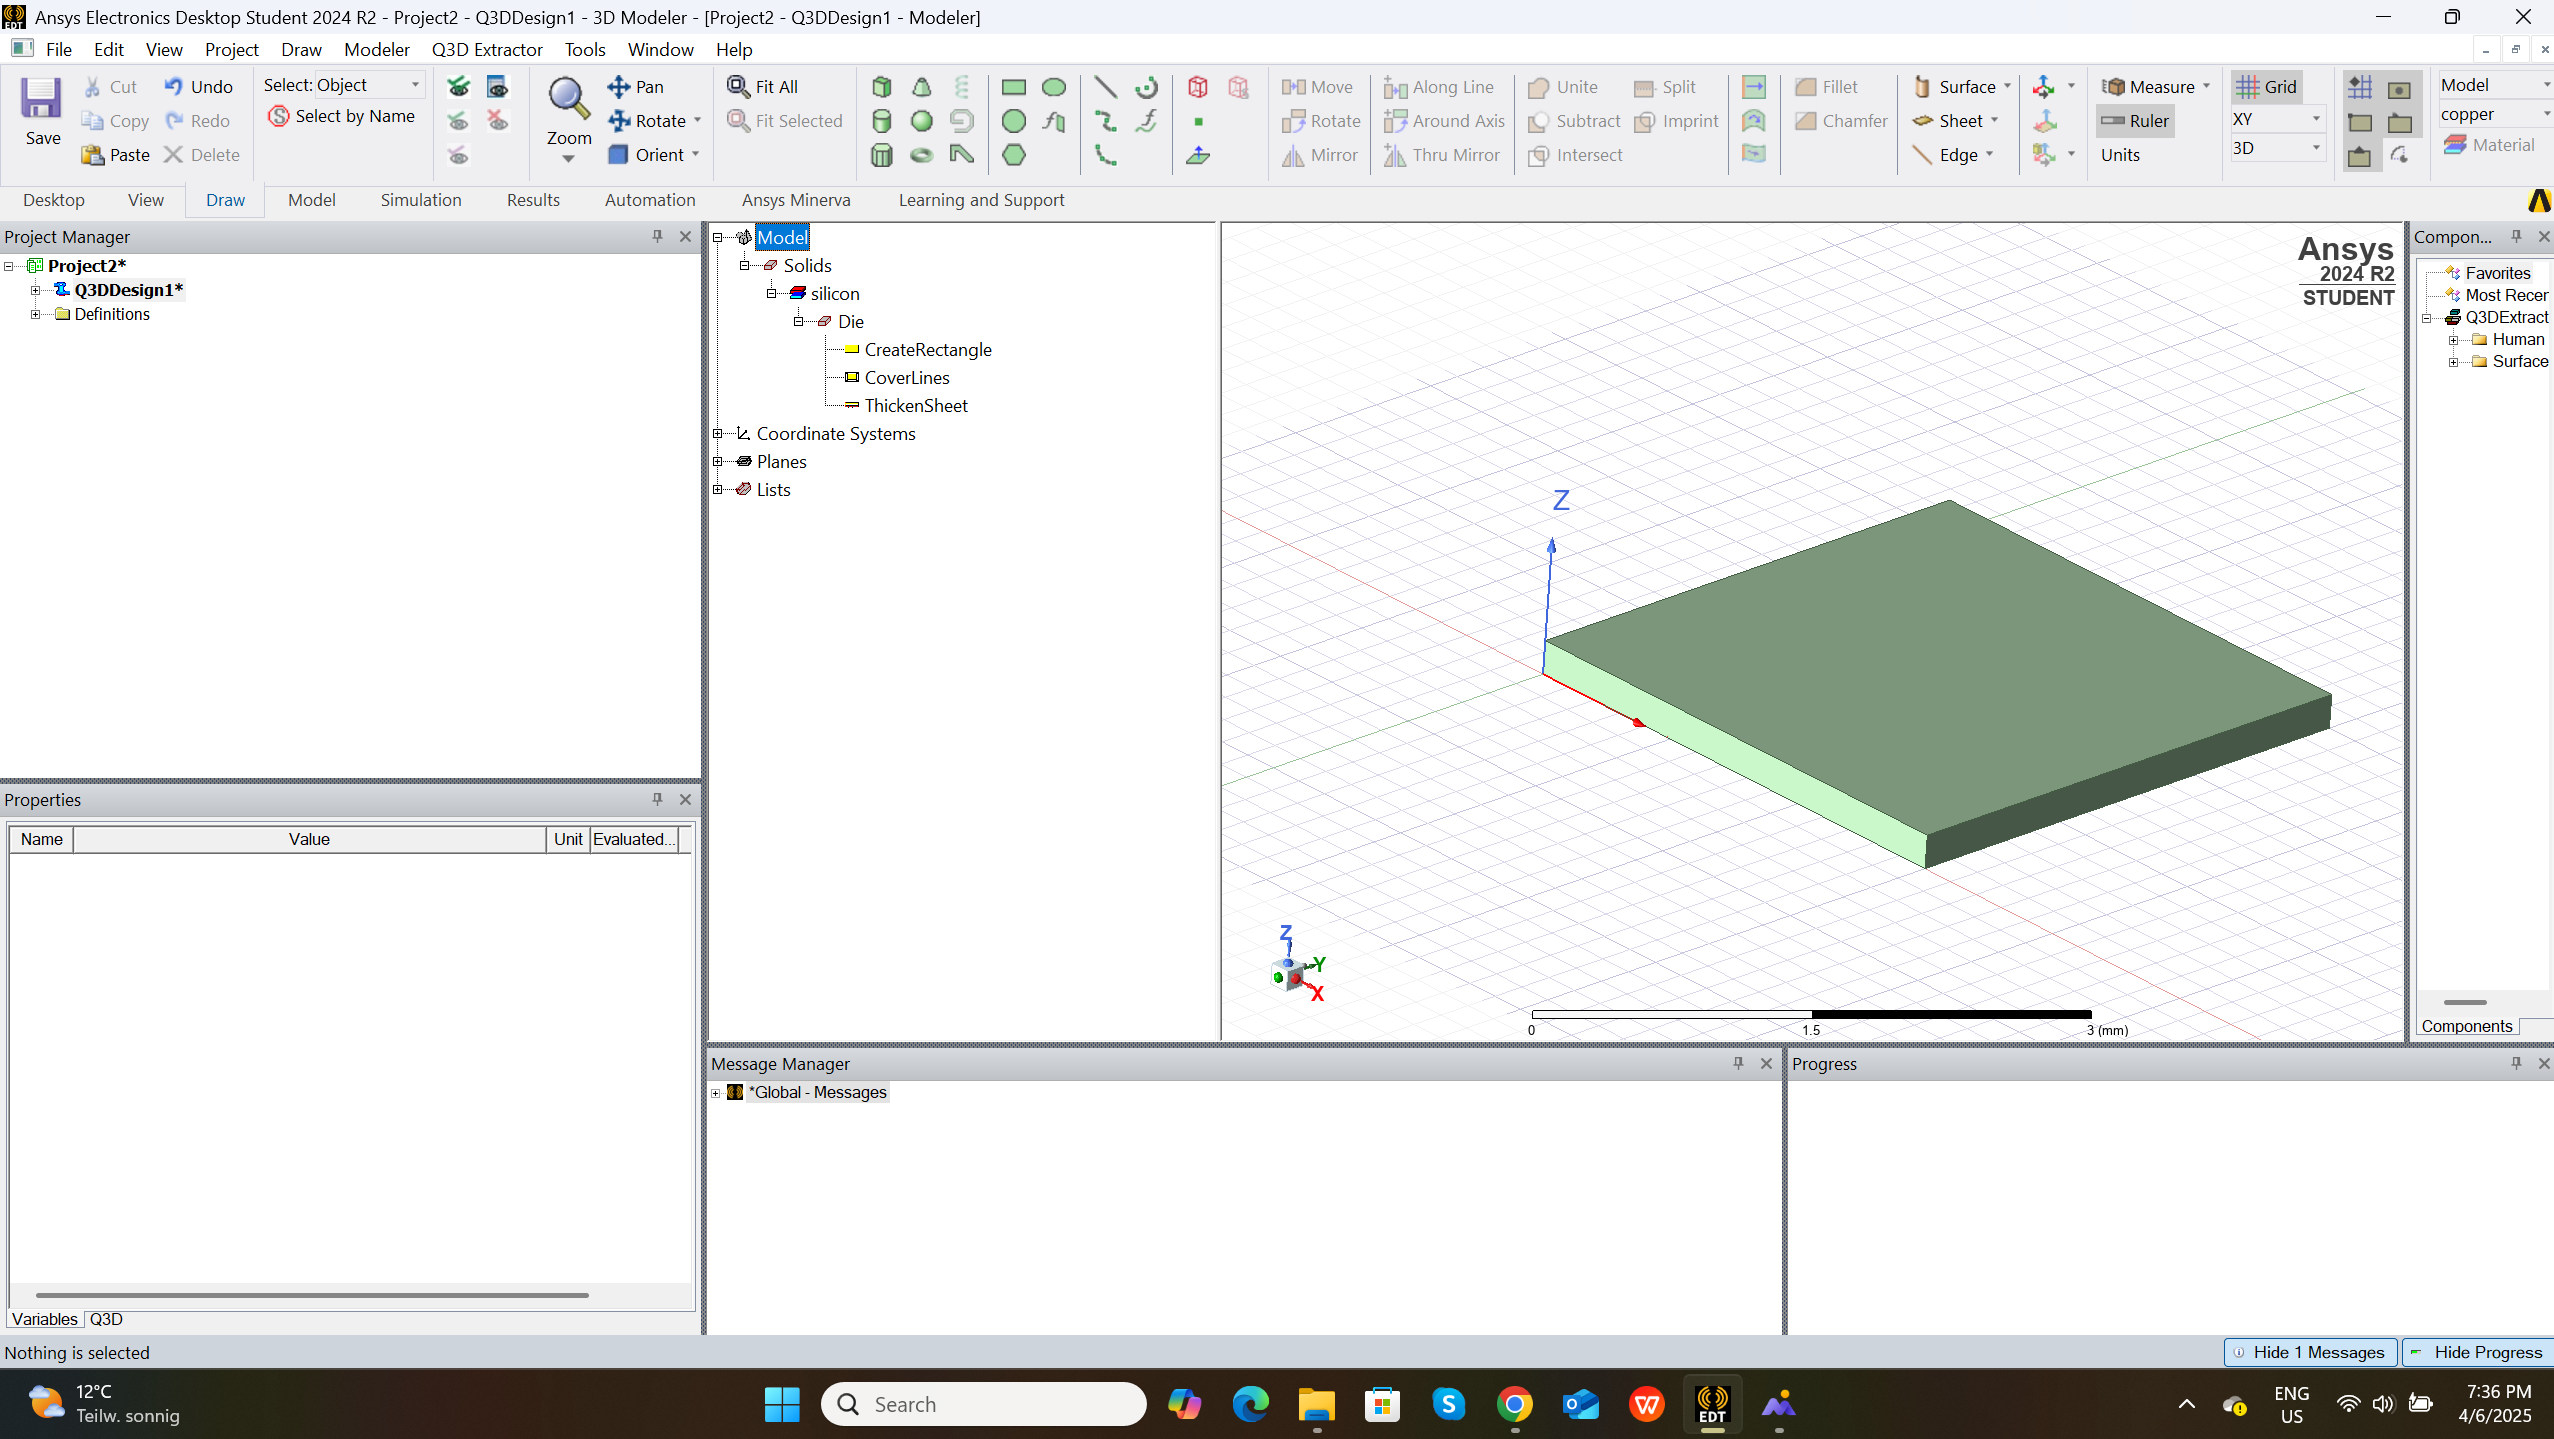 Ansys Electronics Desktop Student 2024 R2 - Project2 - Q3DDesign1 - 3D Modeler - [Project2 - Q3DDesign1 - Modeler]
File Edit View Project Draw Modeler Q3D Extractor Tools Window Help
Save
Cut
Copy
Paste
Undo
Redo
Delete
Select: Object
Select by Name
Zoom
Pan
Rotate
Orient
Fit All
Fit Selected
Move
Rotate
Mirror
Along Line
Around Axis
Thru Mirror
Unite
Subtract
Intersect
Split
Imprint
Fillet
Chamfer
Surface
Sheet
Edge
Measure
Ruler
Units
Grid
XY
3D
Model
copper
Material
Desktop View Draw Model Simulation Results Automation Ansys Minerva Learning and Support
Project Manager
Project2*
Q3DDesign1*
Definitions
Model
Solids
silicon
Die
CreateRectangle
CoverLines
ThickenSheet
Coordinate Systems
Planes
Lists
Ansys
2024 R2
STUDENT
Z
Z
Y
X
0 1.5 3 (mm)
Compon...
Favorites
Most Recer
Q3DExtract
Human
Surface
Components
Properties
Name Value Unit Evaluated...
Variables Q3D
Message Manager
*Global - Messages
Progress
Nothing is selected
Hide 1 Messages
Hide Progress
12°C
Teilw. sonnig
Search
EDT
ENG
US
7:36 PM
4/6/2025